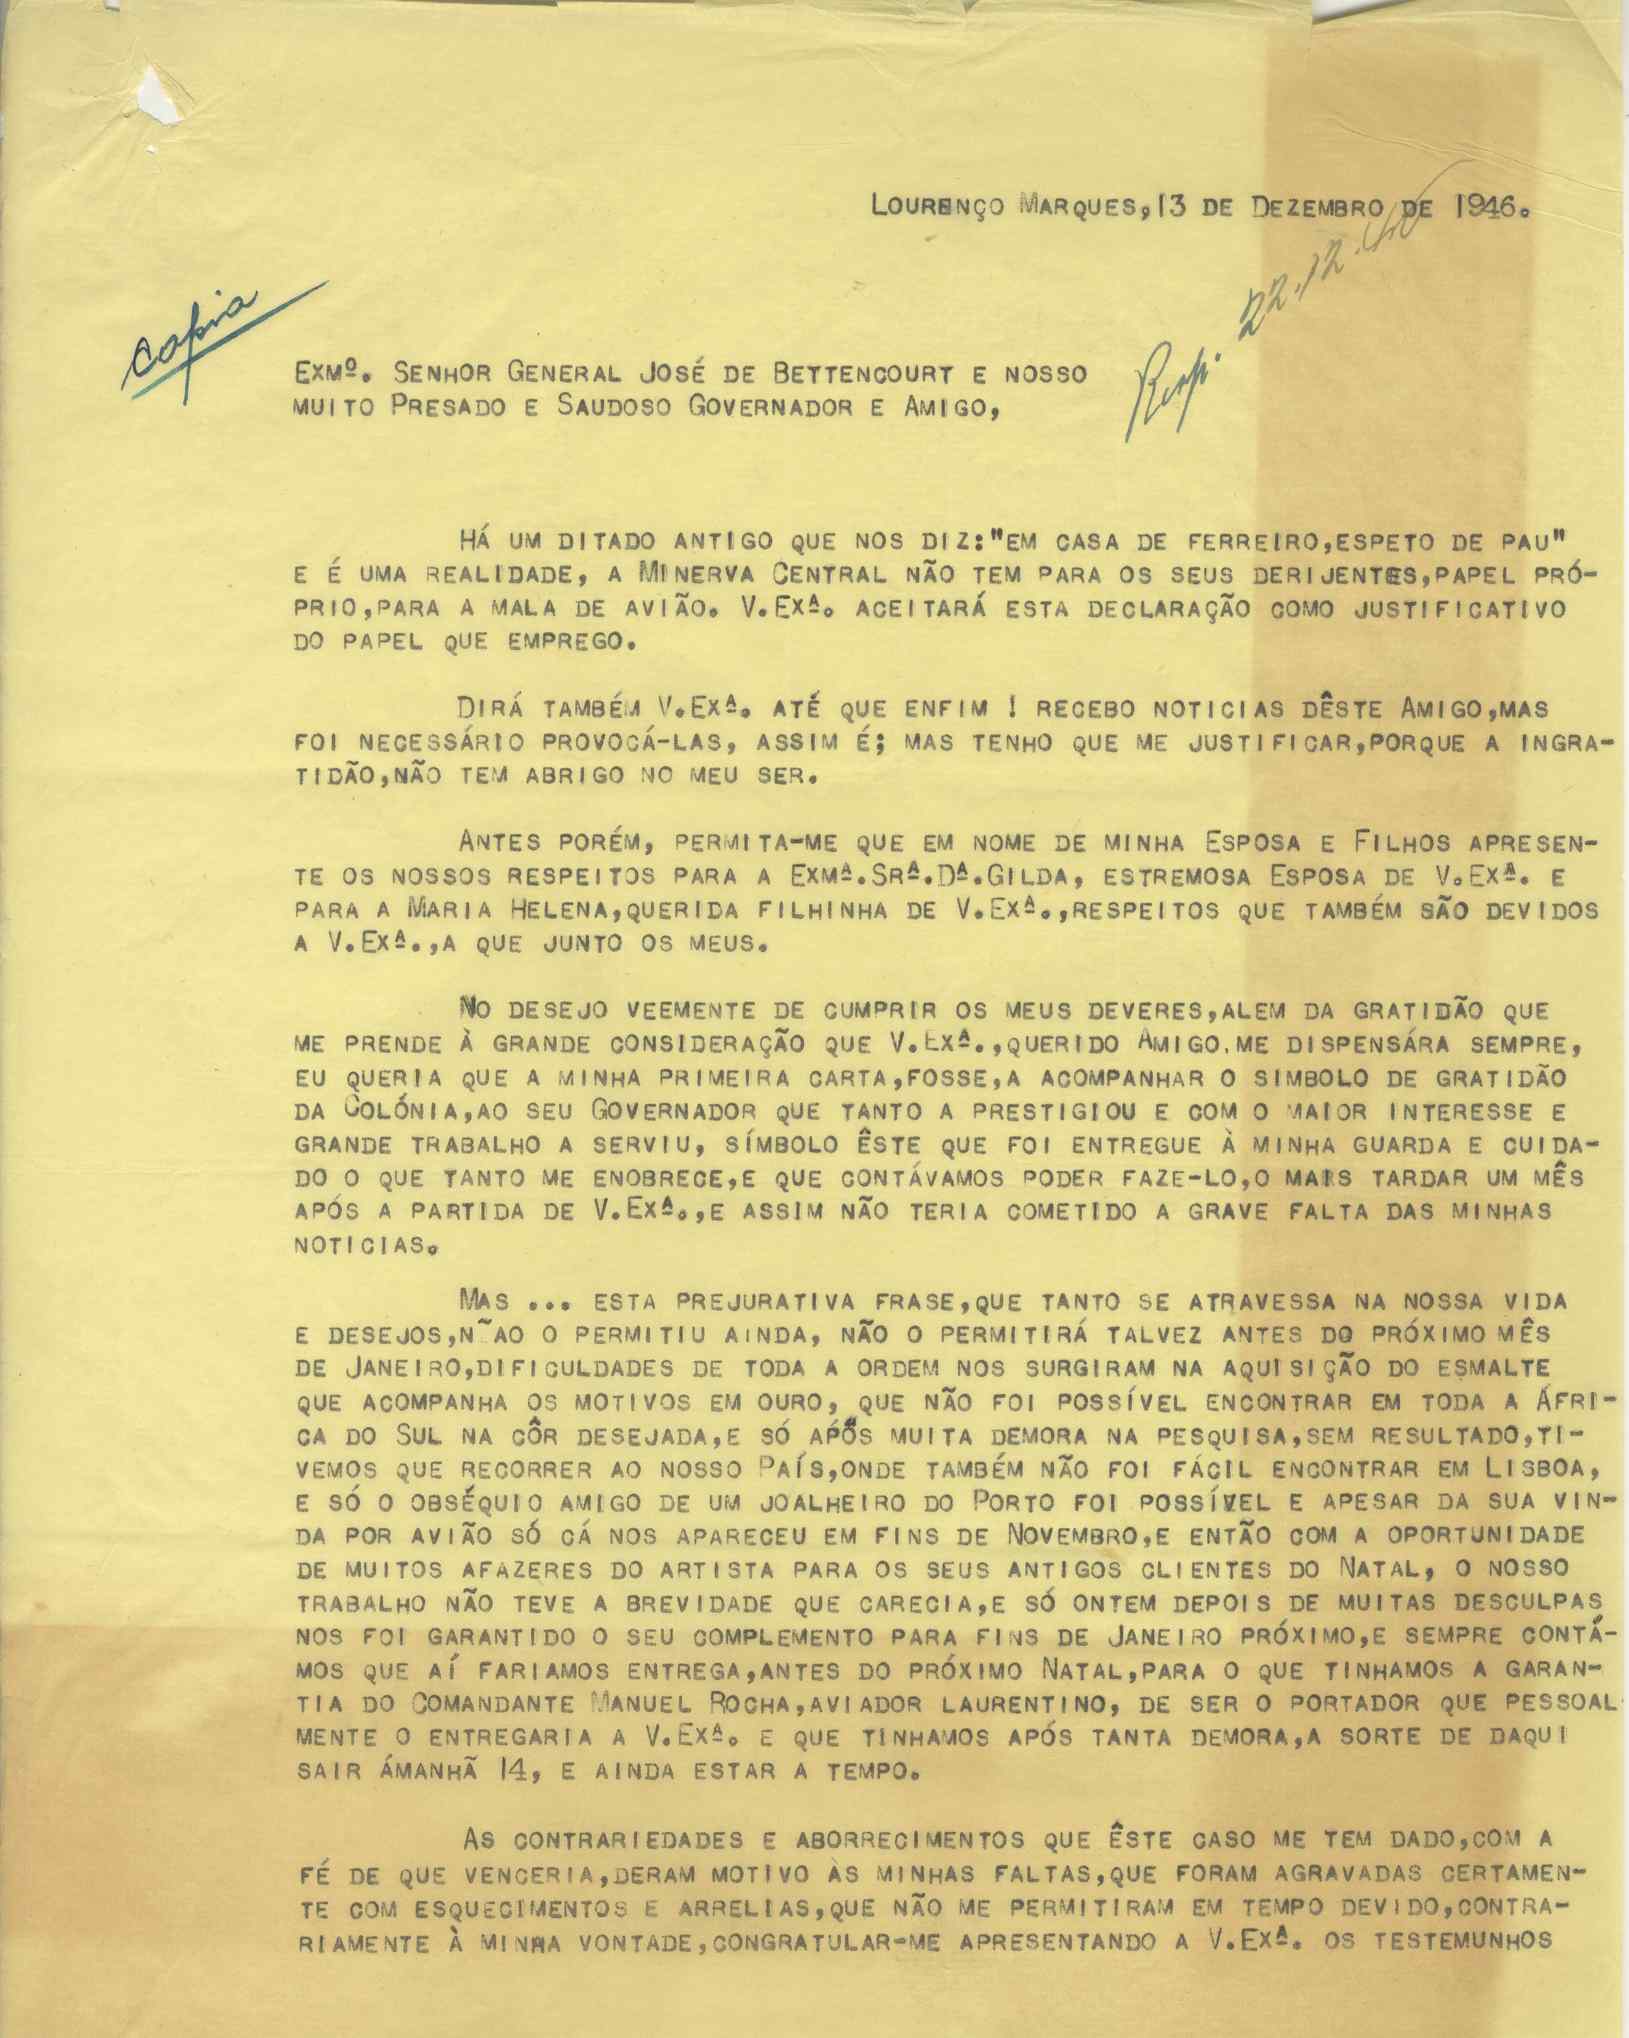 Lourenço Marques,13 de Dezembro de 1946.
copia
Resp. 22.12.46
Exmº. Senhor General José de Bettencourt e nosso
muito Presado e Saudoso Governador e Amigo,
Há um ditado antigo que nos diz:"em casa de ferreiro,espeto de pau"
e é uma realidade, a Minerva Central não tem para os seus derijentes,papel pró-
prio,para a mala de avião. V.Exª. aceitará esta declaração como justificativo
do papel que emprego.
Dirá também V.Exª. até que enfim ! recebo noticias dêste Amigo,mas
foi necessário provocá-las, assim é; mas tenho que me justificar,porque a ingra-
tidão,não tem abrigo no meu ser.
Antes porém, permita-me que em nome de minha Esposa e Filhos apresen-
te os nossos respeitos para a Exmª.Srª.Dª.Gilda, estremosa Esposa de V.Exª. e
para a Maria Helena,querida filhinha de V.Exª.,respeitos que também são devidos
a V.Exª.,a que junto os meus.
No desejo veemente de cumprir os meus deveres,alem da gratidão que
me prende à grande consideração que V.Exª.,querido Amigo.me dispensára sempre,
eu queria que a minha primeira carta,fosse,a acompanhar o simbolo de gratidão
da Colónia,ao seu Governador que tanto a prestigiou e com o maior interesse e
grande trabalho a serviu, símbolo êste que foi entregue à minha guarda e cuida-
do o que tanto me enobrece,e que contávamos poder faze-lo,o mais tardar um mês
após a partida de V.Exª.,e assim não teria cometido a grave falta das minhas
noticias.
Mas ... esta prejurativa frase,que tanto se atravessa na nossa vida
e desejos,n~ao o permitiu ainda, não o permitirá talvez antes do próximo mês
de Janeiro,dificuldades de toda a ordem nos surgiram na aquisição do esmalte
que acompanha os motivos em ouro, que não foi possível encontrar em toda a Áfri-
ca do Sul na côr desejada,e só após muita demora na pesquisa,sem resultado,ti-
vemos que recorrer ao nosso País,onde também não foi fácil encontrar em Lisboa,
e só o obséquio amigo de um joalheiro do Porto foi possível e apesar da sua vin-
da por avião só cá nos apareceu em fins de Novembro,e então com a oportunidade
de muitos afazeres do artista para os seus antigos clientes do Natal, o nosso
trabalho não teve a brevidade que carecia,e só ontem depois de muitas desculpas
nos foi garantido o seu complemento para fins de Janeiro próximo,e sempre contá-
mos que aí fariamos entrega,antes do próximo Natal,para o que tinhamos a garan-
tia do Comandante Manuel Rocha,aviador laurentino, de ser o portador que pessoal
mente o entregaria a V.Exª. e que tinhamos após tanta demora,a sorte de daqui
sair ámanhã 14, e ainda estar a tempo.
As contrariedades e aborrecimentos que êste caso me tem dado,com a
fé de que venceria,deram motivo às minhas faltas,que foram agravadas certamen-
te com esquecimentos e arrelias,que não me permitiram em tempo devido,contra-
riamente à minha vontade,congratular-me apresentando a V.Exª. os testemunhos